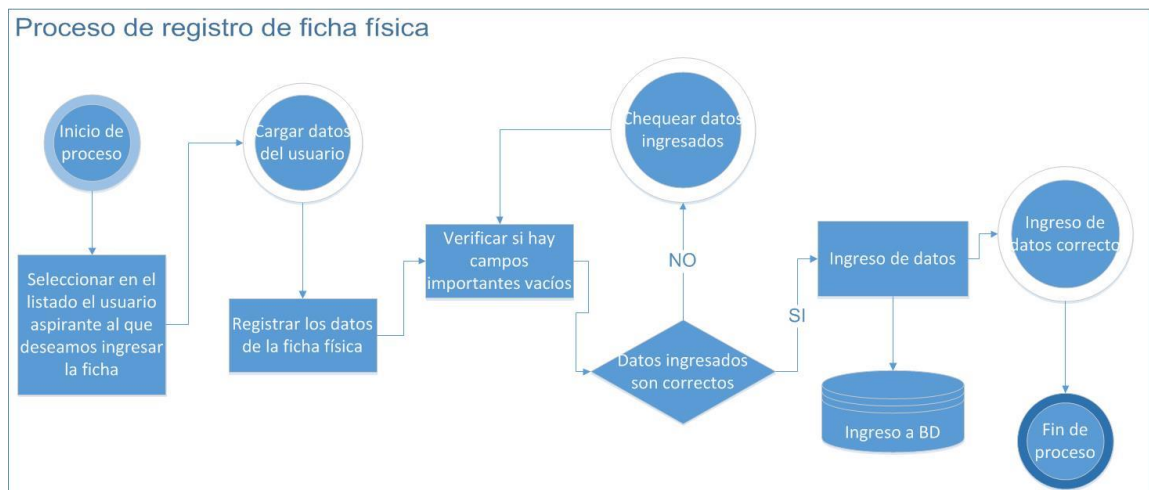 Proceso de registro de ficha física
Inicio de
proceso
Seleccionar en el
listado el usuario
aspirante al que
deseamos ingresar
la ficha
Cargar datos
del usuario
Registrar los datos
de la ficha física
Verificar si hay
campos
importantes vacíos
Chequear datos
ingresados
NO
Datos ingresados
son correctos
SI
Ingreso de datos
Ingreso a BD
Ingreso de
datos correcto
Fin de
proceso